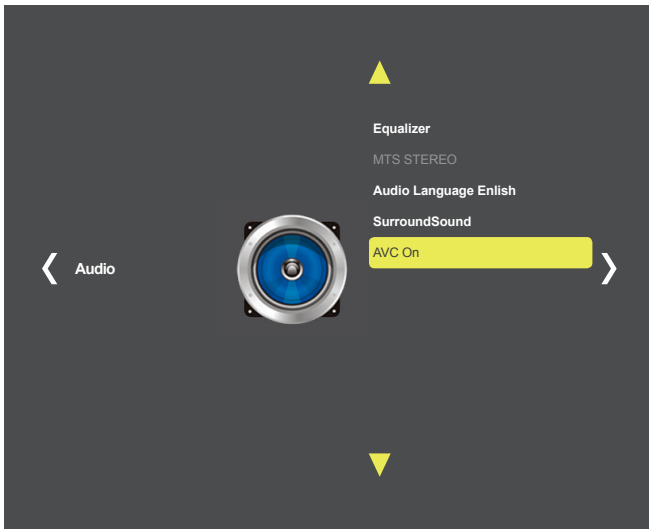 Equalizer
MTS STEREO
Audio Language Enlish
SurroundSound
AVC On
Audio